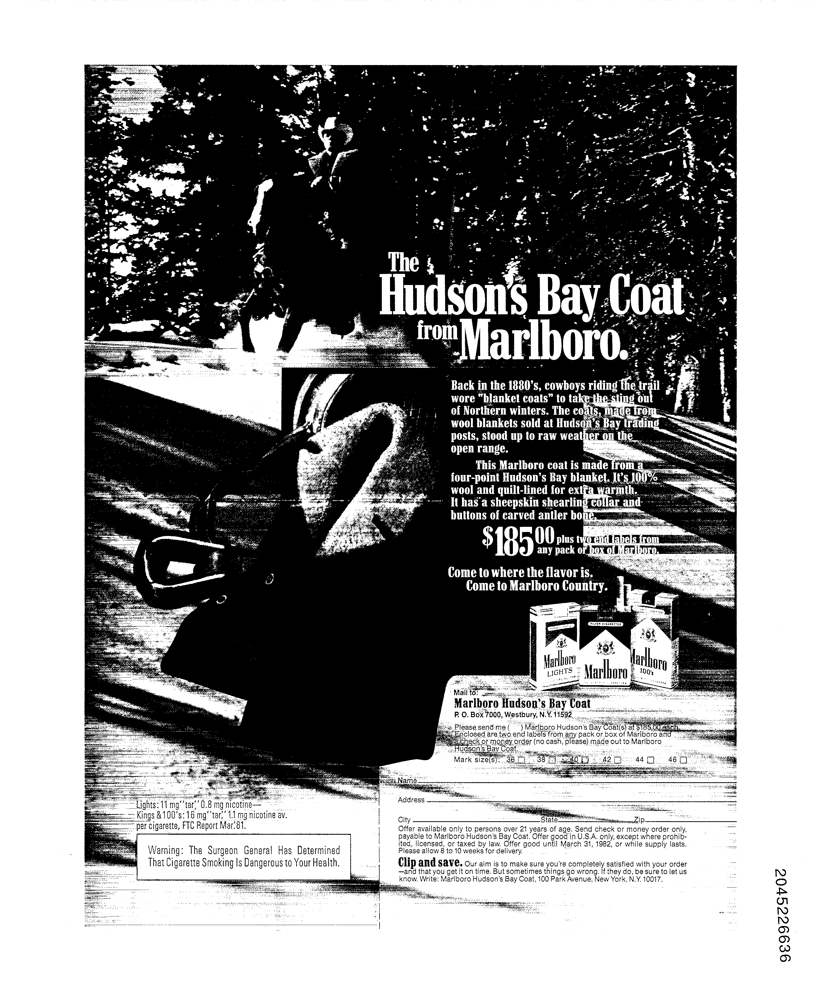 The
Hudson's Bay Coat
from Marlboro.
Back in the 1880's, cowboys riding the trail
wore "blanket coats" to take the sting out
of Northern winters. The coats, made from
wool blankets sold at Hudson's Bay trading
posts, stood up to raw weather on the
open range.
This Marlboro coat is made from a
four-point Hudson's Bay blanket. It's 100%
wool and quilt-lined for extra warmth.
It has a sheepskin shearling collar and
buttons of carved antler bone.
$185.00 plus two end labels from
any pack or box of Marlboro.
Come to where the flavor is.
Come to Marlboro Country.
Marlboro
LIGHTS
Marlboro
Marlboro
100's
Mail to:
Marlboro Hudson's Bay Coat
P. O. Box 7000, Westbury, N.Y. 11592
Please send me ( ) Marlboro Hudson's Bay Coat(s) at $185.00 each.
Enclosed are two end labels from any pack or box of Marlboro and
check or money order (no cash, please) made out to Marlboro
Hudson's Bay Coat.
Mark size(s): 36 □ 38 □ 40 □ 42 □ 44 □ 46 □
Name
Address
City State Zip
Offer available only to persons over 21 years of age. Send check or money order only,
payable to Marlboro Hudson's Bay Coat. Offer good in U.S.A. only, except where prohib-
ited, licensed, or taxed by law. Offer good until March 31, 1982, or while supply lasts.
Please allow 8 to 10 weeks for delivery.
Clip and save. Our aim is to make sure you're completely satisfied with your order
—and that you get it on time. But sometimes things go wrong. If they do, be sure to let us
know. Write: Marlboro Hudson's Bay Coat, 100 Park Avenue, New York, N.Y. 10017.
Lights: 11 mg "tar," 0.8 mg nicotine—
Kings & 100's: 16 mg "tar," 1.1 mg nicotine av.
per cigarette, FTC Report Mar.'81.
Warning: The Surgeon General Has Determined
That Cigarette Smoking Is Dangerous to Your Health.
2045226636